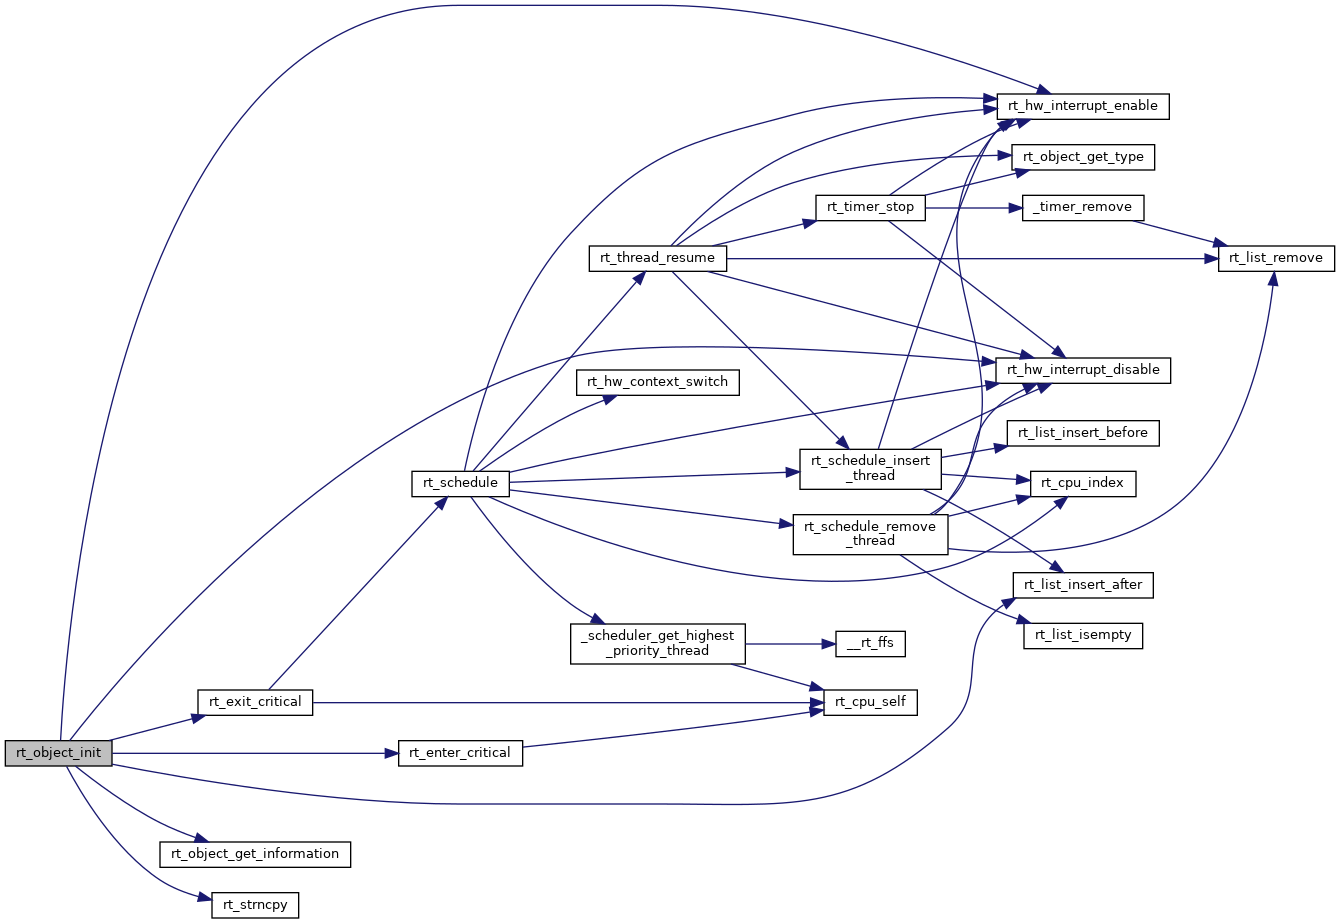 rt_hw_interrupt_enable
rt_object_get_type
rt_timer_stop
_timer_remove
rt_thread_resume
rt_list_remove
rt_hw_interrupt_disable
rt_hw_context_switch
rt_list_insert_before
rt_schedule_insert
_thread
rt_schedule
rt_cpu_index
rt_schedule_remove
_thread
rt_list_insert_after
rt_list_isempty
_scheduler_get_highest
_priority_thread
__rt_ffs
rt_exit_critical
rt_cpu_self
rt_object_init
rt_enter_critical
rt_object_get_information
rt_strncpy